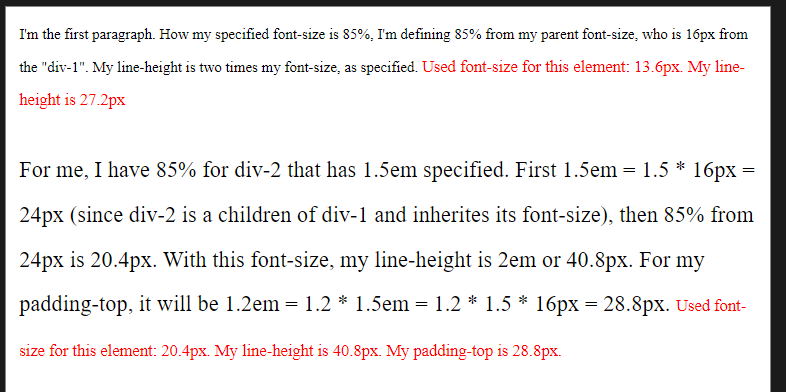 I'm the first paragraph. How my specified font-size is 85%, I'm defining 85% from my parent font-size, who is 16px from
the "div-1". My line-height is two times my font-size, as specified. Used font-size for this element: 13.6px. My line-
height is 27.2px
For me, I have 85% for div-2 that has 1.5em specified. First 1.5em = 1.5 * 16px =
24px (since div-2 is a children of div-1 and inherites its font-size), then 85% from
24px is 20.4px. With this font-size, my line-height is 2em or 40.8px. For my
padding-top, it will be 1.2em = 1.2 * 1.5em = 1.2 * 1.5 * 16px = 28.8px. Used font-
size for this element: 20.4px. My line-height is 40.8px. My padding-top is 28.8px.